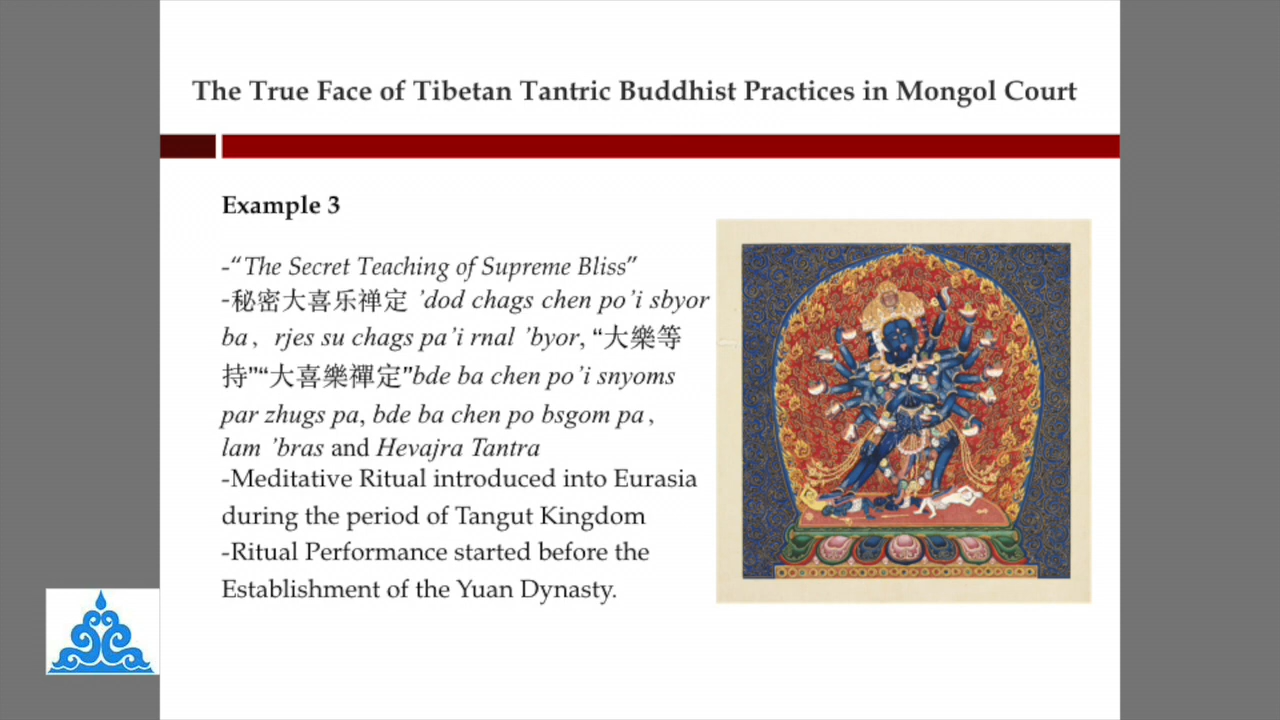 The True Face of Tibetan Tantric Buddhist Practices in Mongol Court
Example 3
-“The Secret Teaching of Supreme Bliss”
-秘密大喜乐禅定 ’dod chags chen po’i sbyor
ba，rjes su chags pa’i rnal ’byor, “大樂等
持”“大喜樂禪定”bde ba chen po’i snyoms
par zhugs pa, bde ba chen po bsgom pa，
lam ’bras and Hevajra Tantra
-Meditative Ritual introduced into Eurasia
during the period of Tangut Kingdom
-Ritual Performance started before the
Establishment of the Yuan Dynasty.